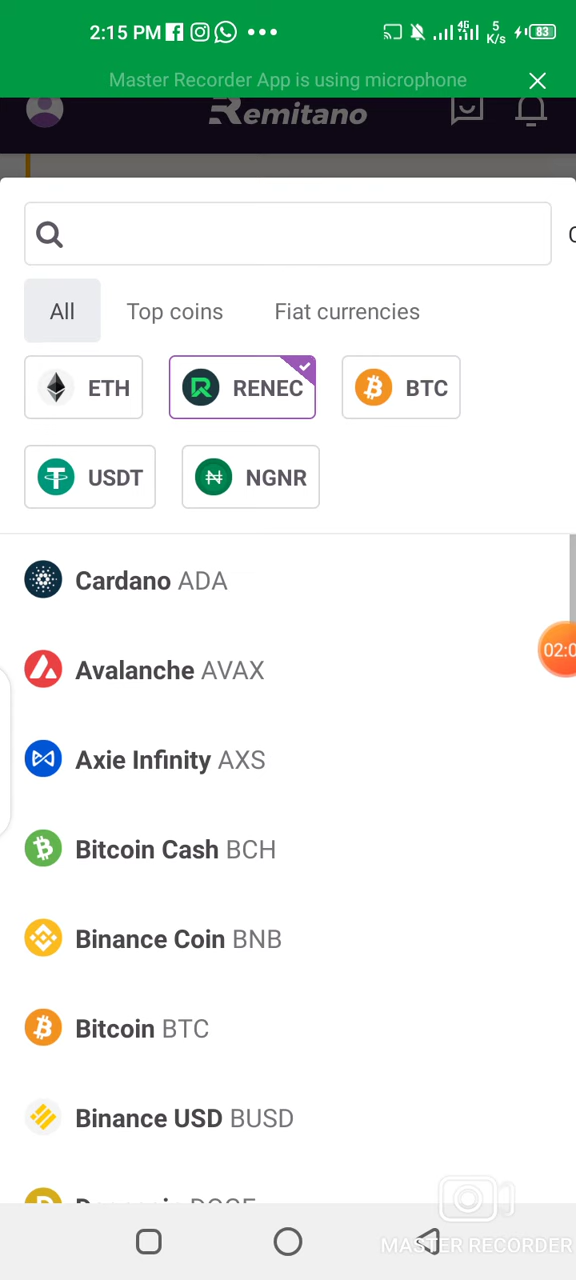 2:15 PM 4G 5 K/s 83
Master Recorder App is using microphone
Remitano
All Top coins Fiat currencies
ETH RENEC BTC
USDT NGNR
Cardano ADA
Avalanche AVAX
02:0
Axie Infinity AXS
Bitcoin Cash BCH
Binance Coin BNB
Bitcoin BTC
Binance USD BUSD
MASTER RECORDER